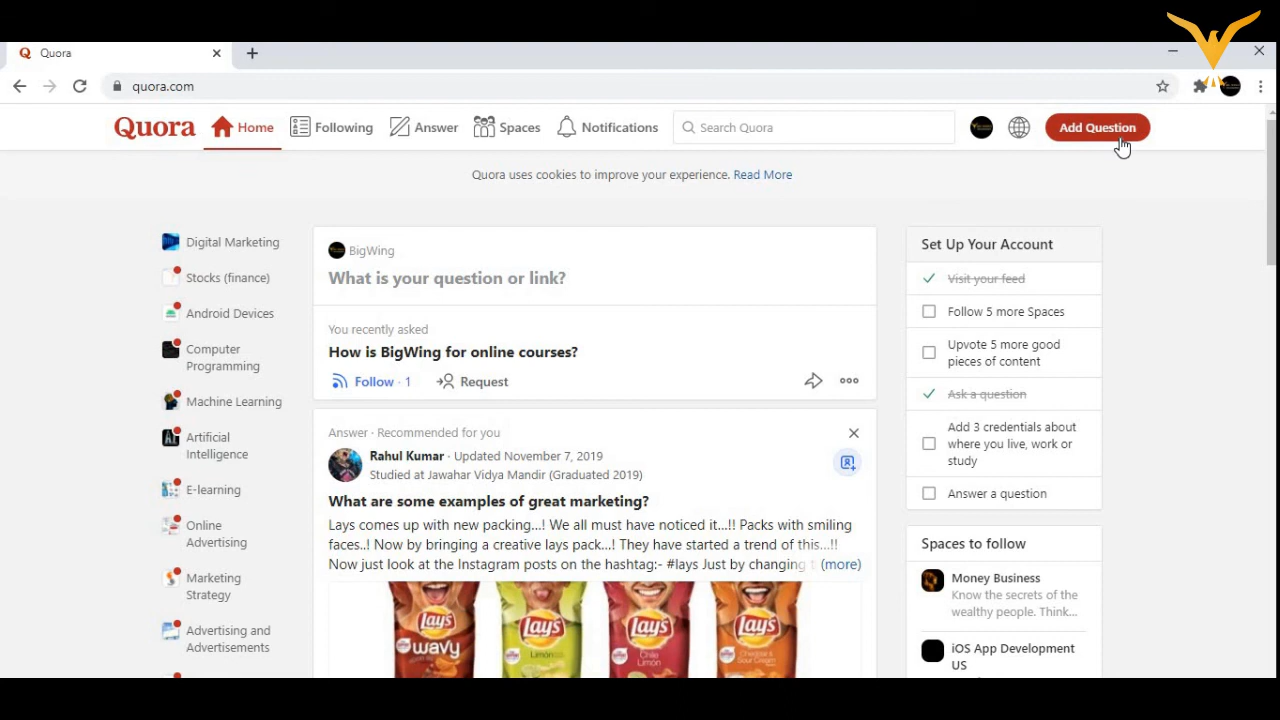 Quora
quora.com
Quora
Home
Following
Answer
Spaces
Notifications
Search Quora
Add Question
Quora uses cookies to improve your experience. Read More
Digital Marketing
Stocks (finance)
Android Devices
Computer
Programming
Machine Learning
Artificial
Intelligence
E-learning
Online
Advertising
Marketing
Strategy
Advertising and
Advertisements
BigWing
What is your question or link?
You recently asked
How is BigWing for online courses?
Follow · 1
Request
Answer · Recommended for you
Rahul Kumar · Updated November 7, 2019
Studied at Jawahar Vidya Mandir (Graduated 2019)
What are some examples of great marketing?
Lays comes up with new packing...! We all must have noticed it...!! Packs with smiling
faces..! Now by bringing a creative lays pack...! They have started a trend of this...!!
Now just look at the Instagram posts on the hashtag:- #lays Just by changing (more)
Lay's
wavy
Lay's
Limón
Lay's
Chile
Limón
Lay's
Cheddar &
Sour Cream
Set Up Your Account
Visit your feed
Follow 5 more Spaces
Upvote 5 more good
pieces of content
Ask a question
Add 3 credentials about
where you live, work or
study
Answer a question
Spaces to follow
Money Business
Know the secrets of the
wealthy people. Think...
iOS App Development
US